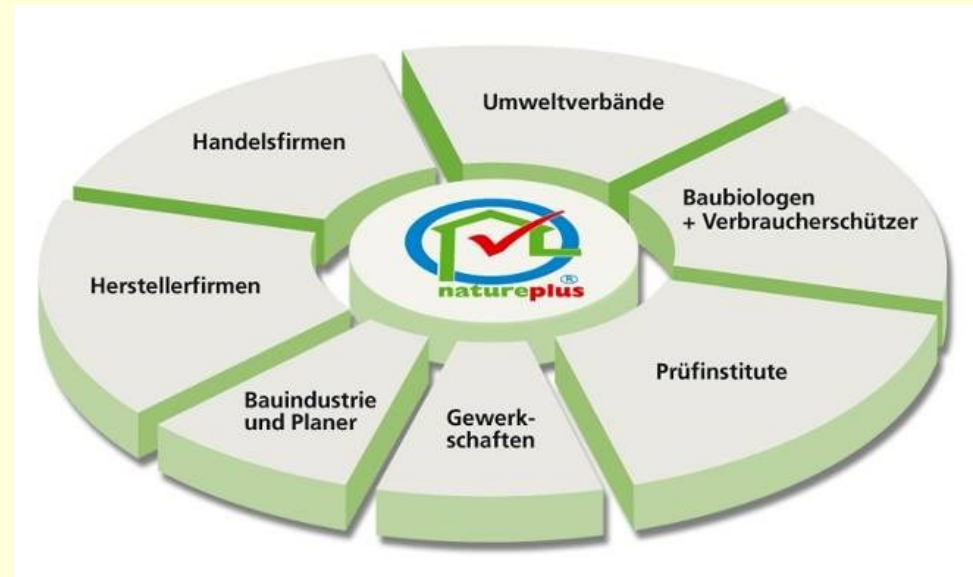 Umweltverbände
Handelsfirmen
Baubiologen
+ Verbraucherschützer
Herstellerfirmen
natureplus
®
Prüfinstitute
Bauindustrie
und Planer
Gewerk-
schaften